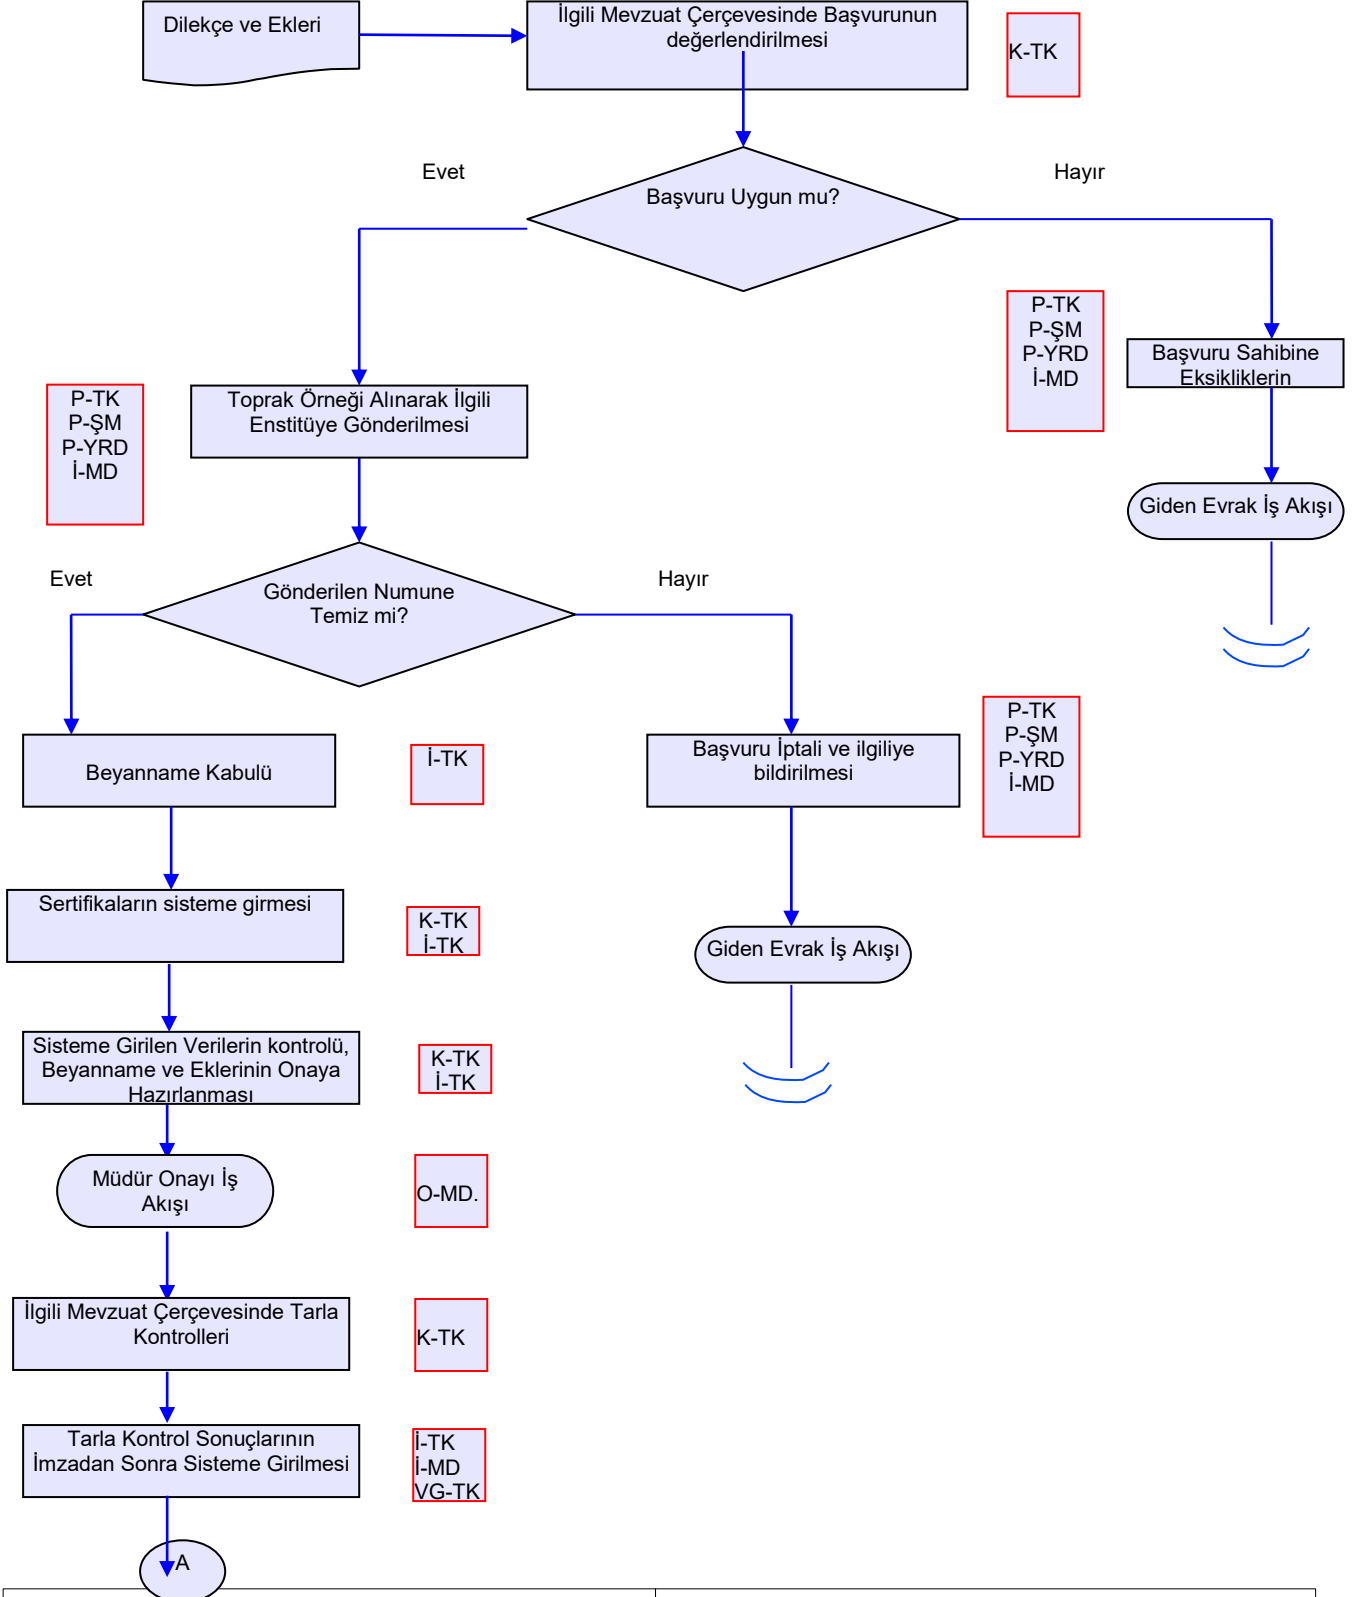 Dilekçe ve Ekleri
İlgili Mevzuat Çerçevesinde Başvurunun
değerlendirilmesi
K-TK
Evet
Hayır
Başvuru Uygun mu?
P-TK
P-ŞM
P-YRD
İ-MD
Başvuru Sahibine
Eksikliklerin
P-TK
P-ŞM
P-YRD
İ-MD
Toprak Örneği Alınarak İlgili
Enstitüye Gönderilmesi
Giden Evrak İş Akışı
Evet
Hayır
Gönderilen Numune
Temiz mi?
Beyanname Kabulü
İ-TK
Başvuru İptali ve ilgiliye
bildirilmesi
P-TK
P-ŞM
P-YRD
İ-MD
Sertifikaların sisteme girmesi
K-TK
İ-TK
Giden Evrak İş Akışı
Sisteme Girilen Verilerin kontrolü,
Beyanname ve Eklerinin Onaya
Hazırlanması
K-TK
İ-TK
Müdür Onayı İş
Akışı
O-MD.
İlgili Mevzuat Çerçevesinde Tarla
Kontrolleri
K-TK
Tarla Kontrol Sonuçlarının
İmzadan Sonra Sisteme Girilmesi
İ-TK
İ-MD
VG-TK
A